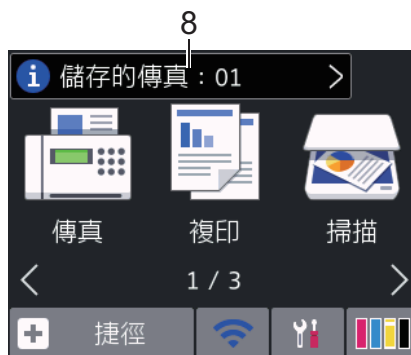 8
儲存的傳真：01
傳真 複印 掃描
1 / 3
捷徑